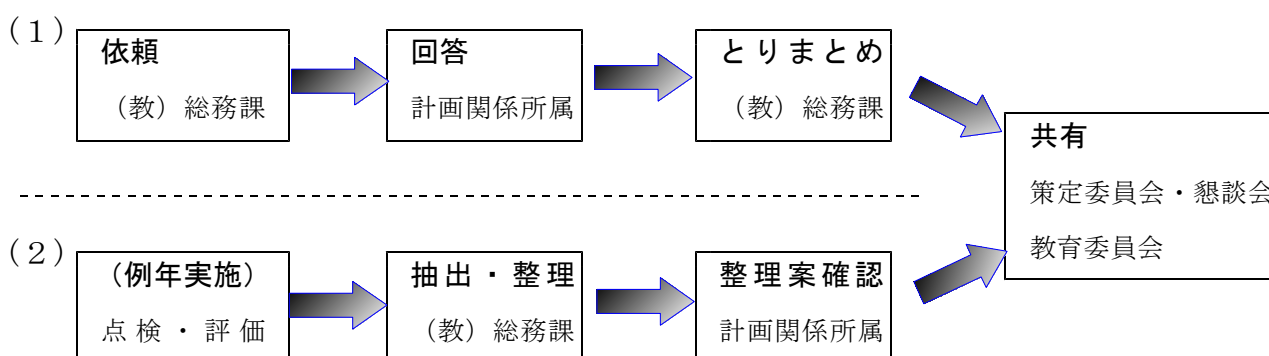 （１）
依頼
（教）総務課
回答
計画関係所属
とりまとめ
（教）総務課
共有
策定委員会・懇談会
教育委員会
（２）
（例年実施）
点検・評価
抽出・整理
（教）総務課
整理案確認
計画関係所属